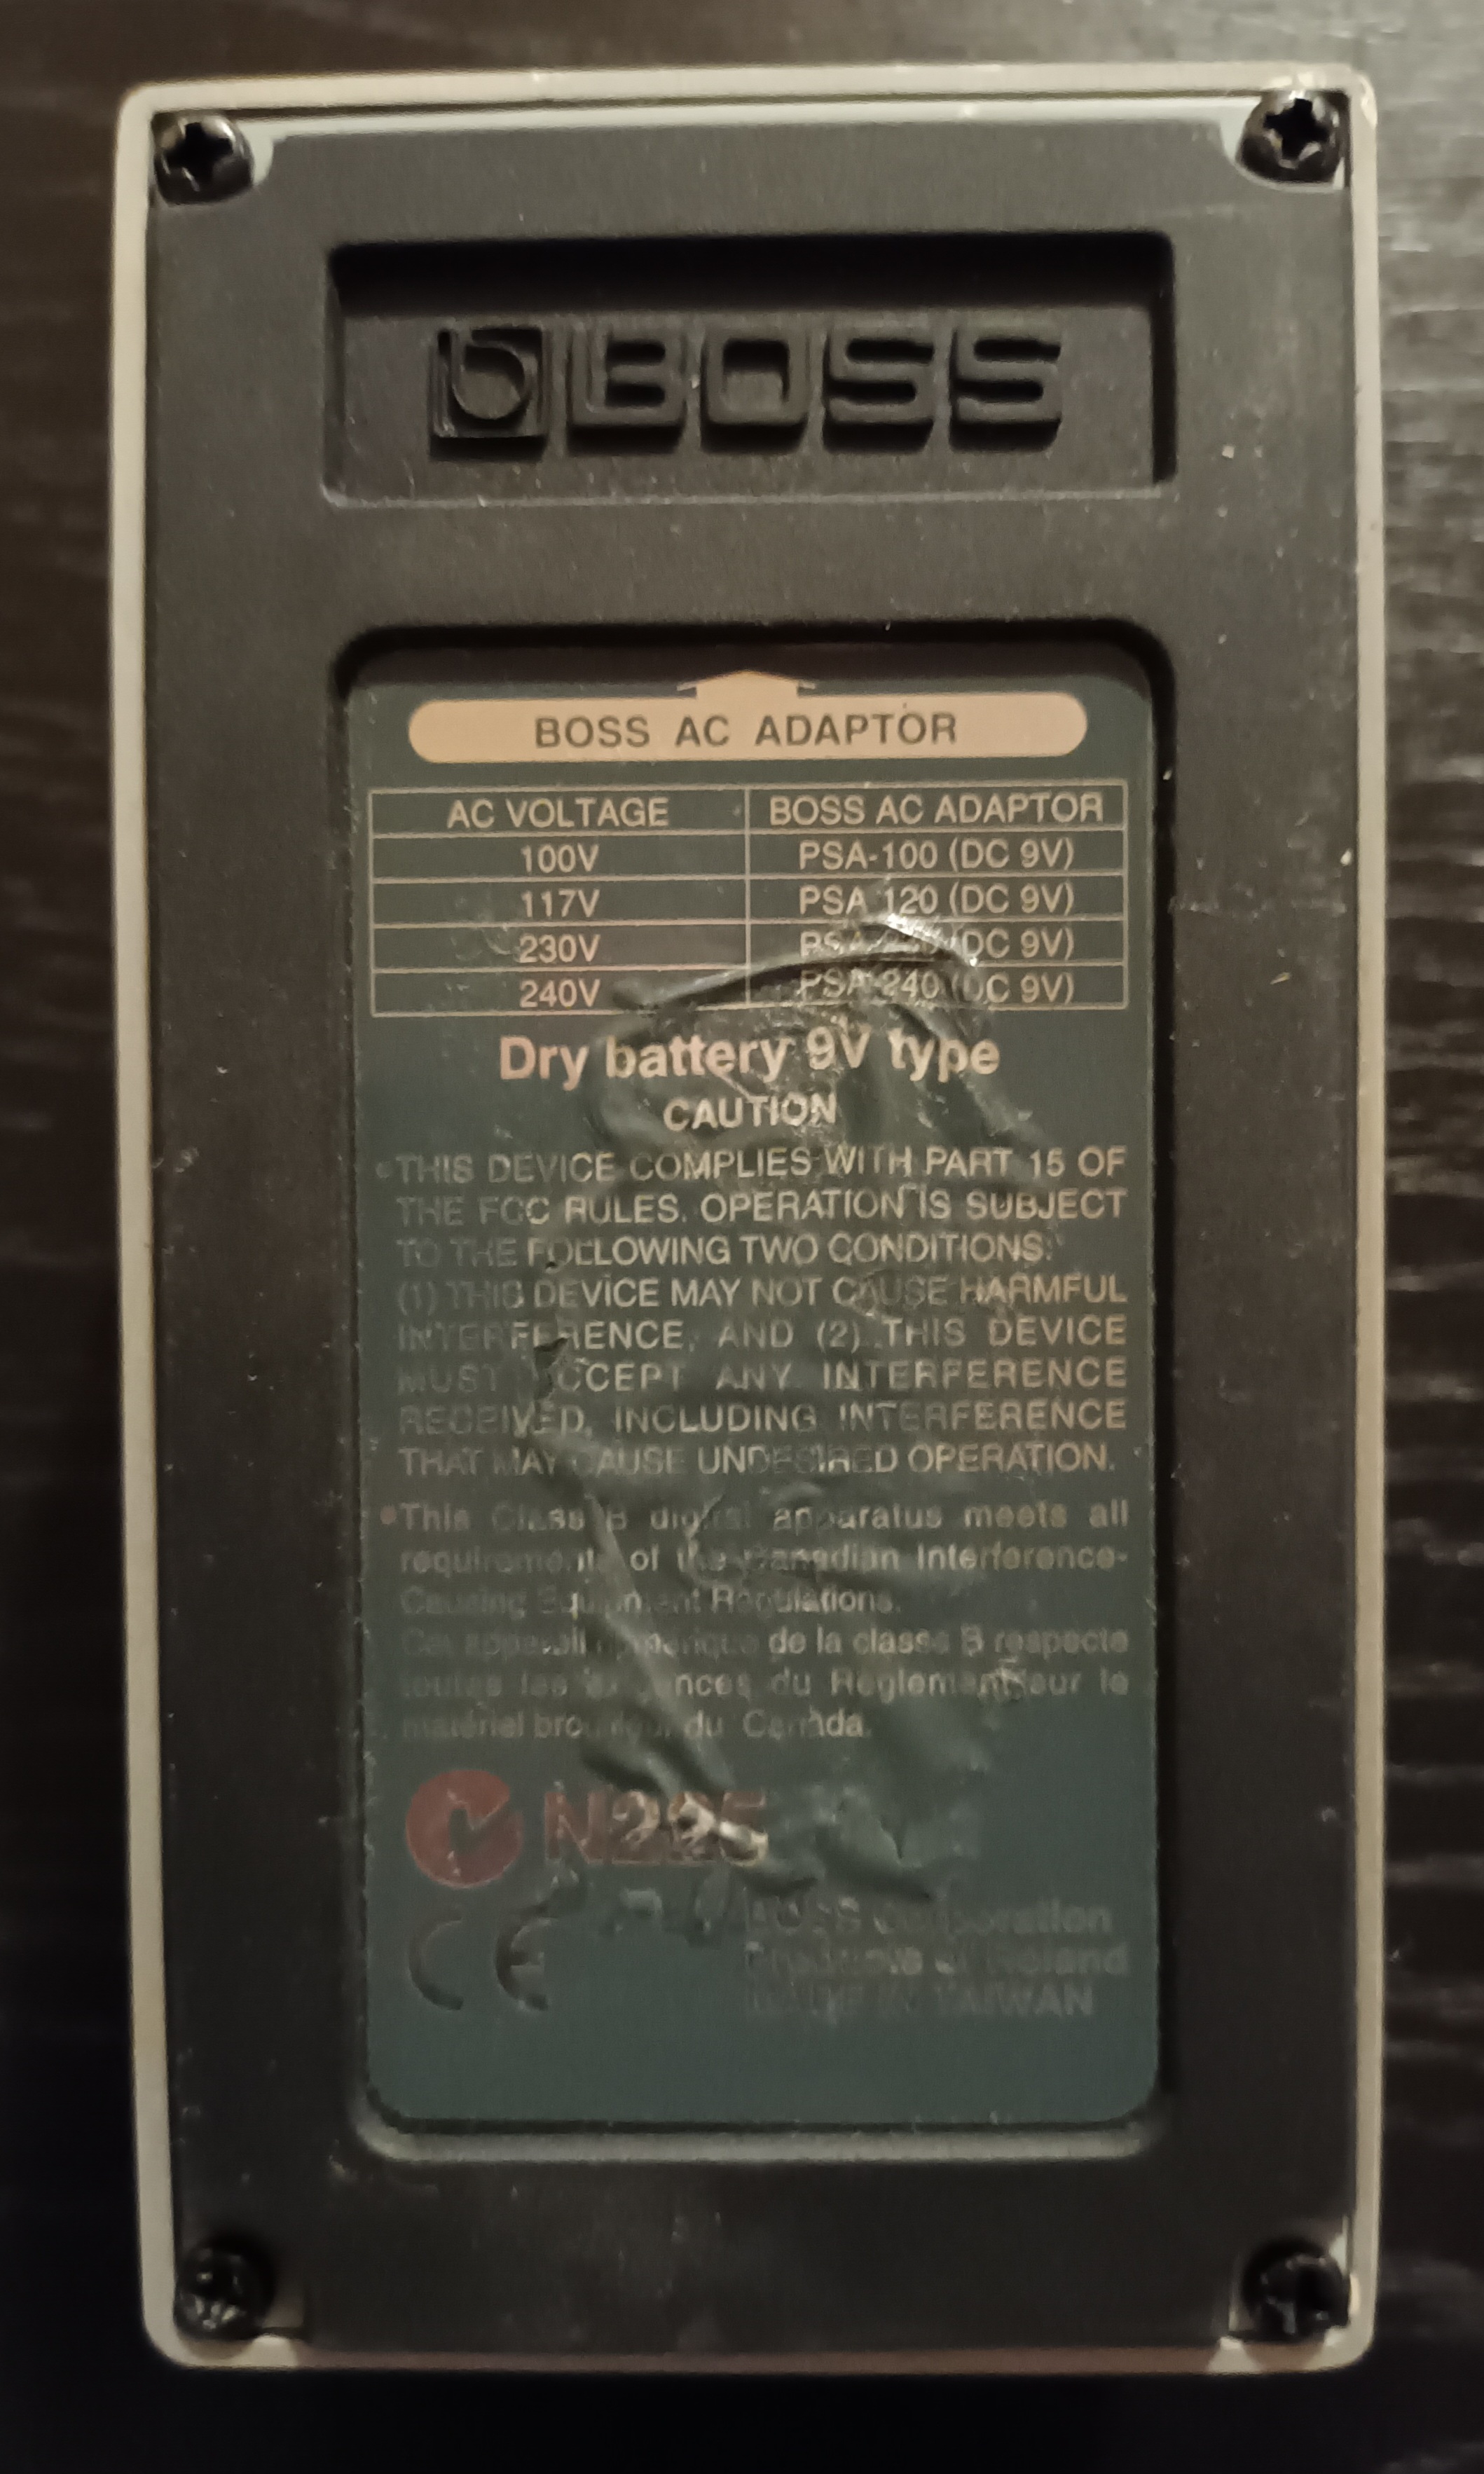 BOSS
BOSS AC ADAPTOR
AC VOLTAGE BOSS AC ADAPTOR
100V PSA-100 (DC 9V)
117V PSA-120 (DC 9V)
230V (DC 9V)
240V PSA-240 (DC 9V)
Dry battery 9V type
CAUTION
•THIS DEVICE COMPLIES WITH PART 15 OF
THE FCC RULES. OPERATION IS SUBJECT
TO THE FOLLOWING TWO CONDITIONS:
(1) THIS DEVICE MAY NOT CAUSE HARMFUL
INTERFERENCE, AND (2) THIS DEVICE
MUST ACCEPT ANY INTERFERENCE
RECEIVED, INCLUDING INTERFERENCE
THAT MAY CAUSE UNDESIRED OPERATION.
•This Class B digital apparatus meets all
requirements of the Canadian Interference-
Causing Equipment Regulations.
Cet appareil numérique de la classe B respecte
toutes les exigences du Règlement sur le
matériel brouilleur du Canada.
N225
CE
BOSS Corporation
Roland
MADE IN TAIWAN